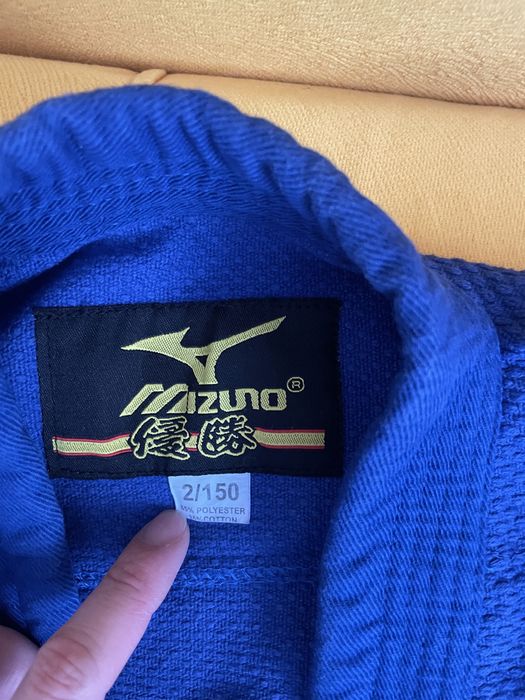 Mizuno®
優勝
2/150
POLYESTER
COTTON